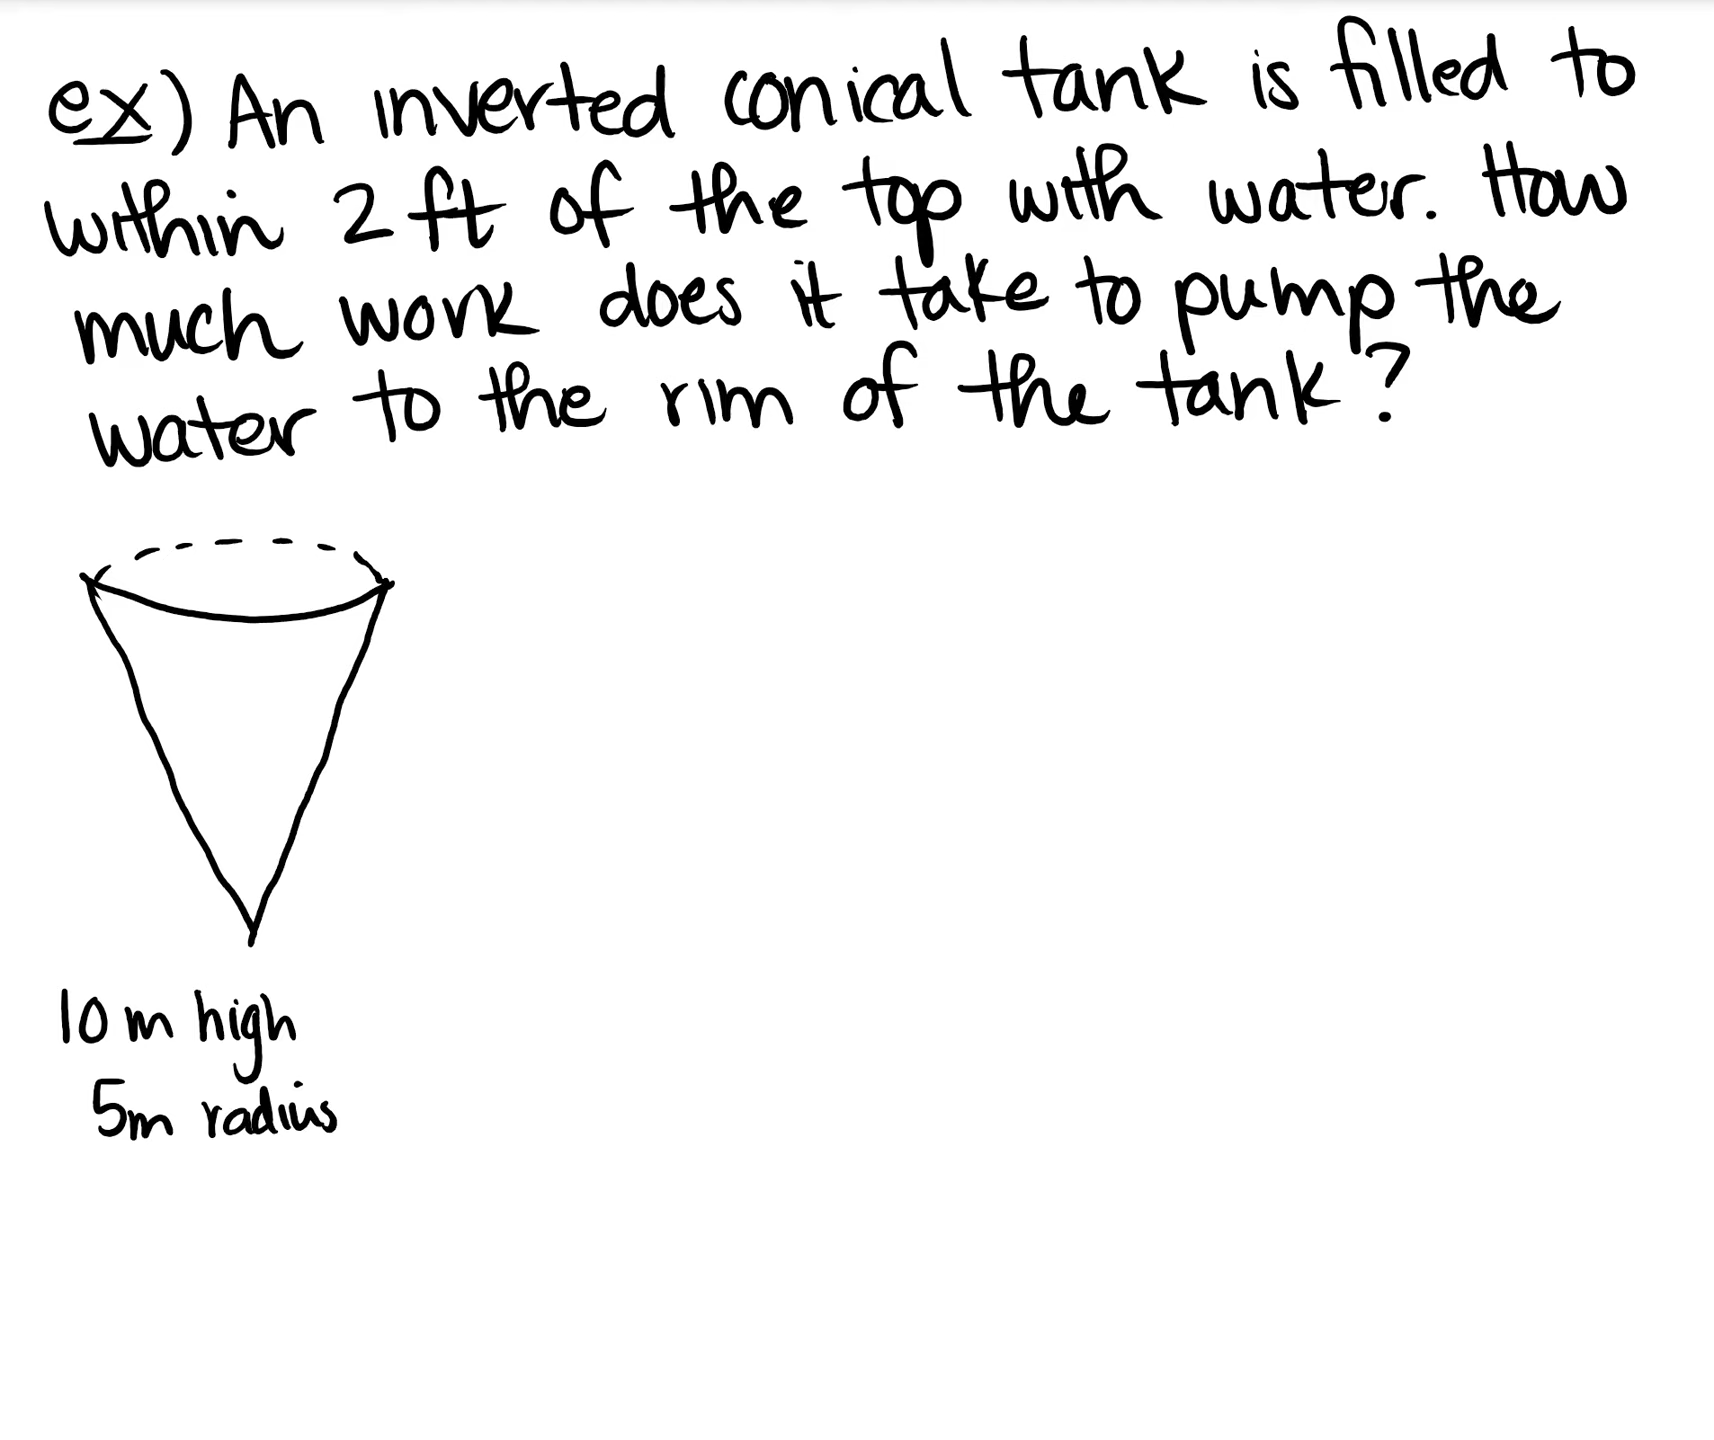 ex) An inverted conical tank is filled to
within 2 ft of the top with water. How
much work does it take to pump the
water to the rim of the tank?
10 m high
5m radius